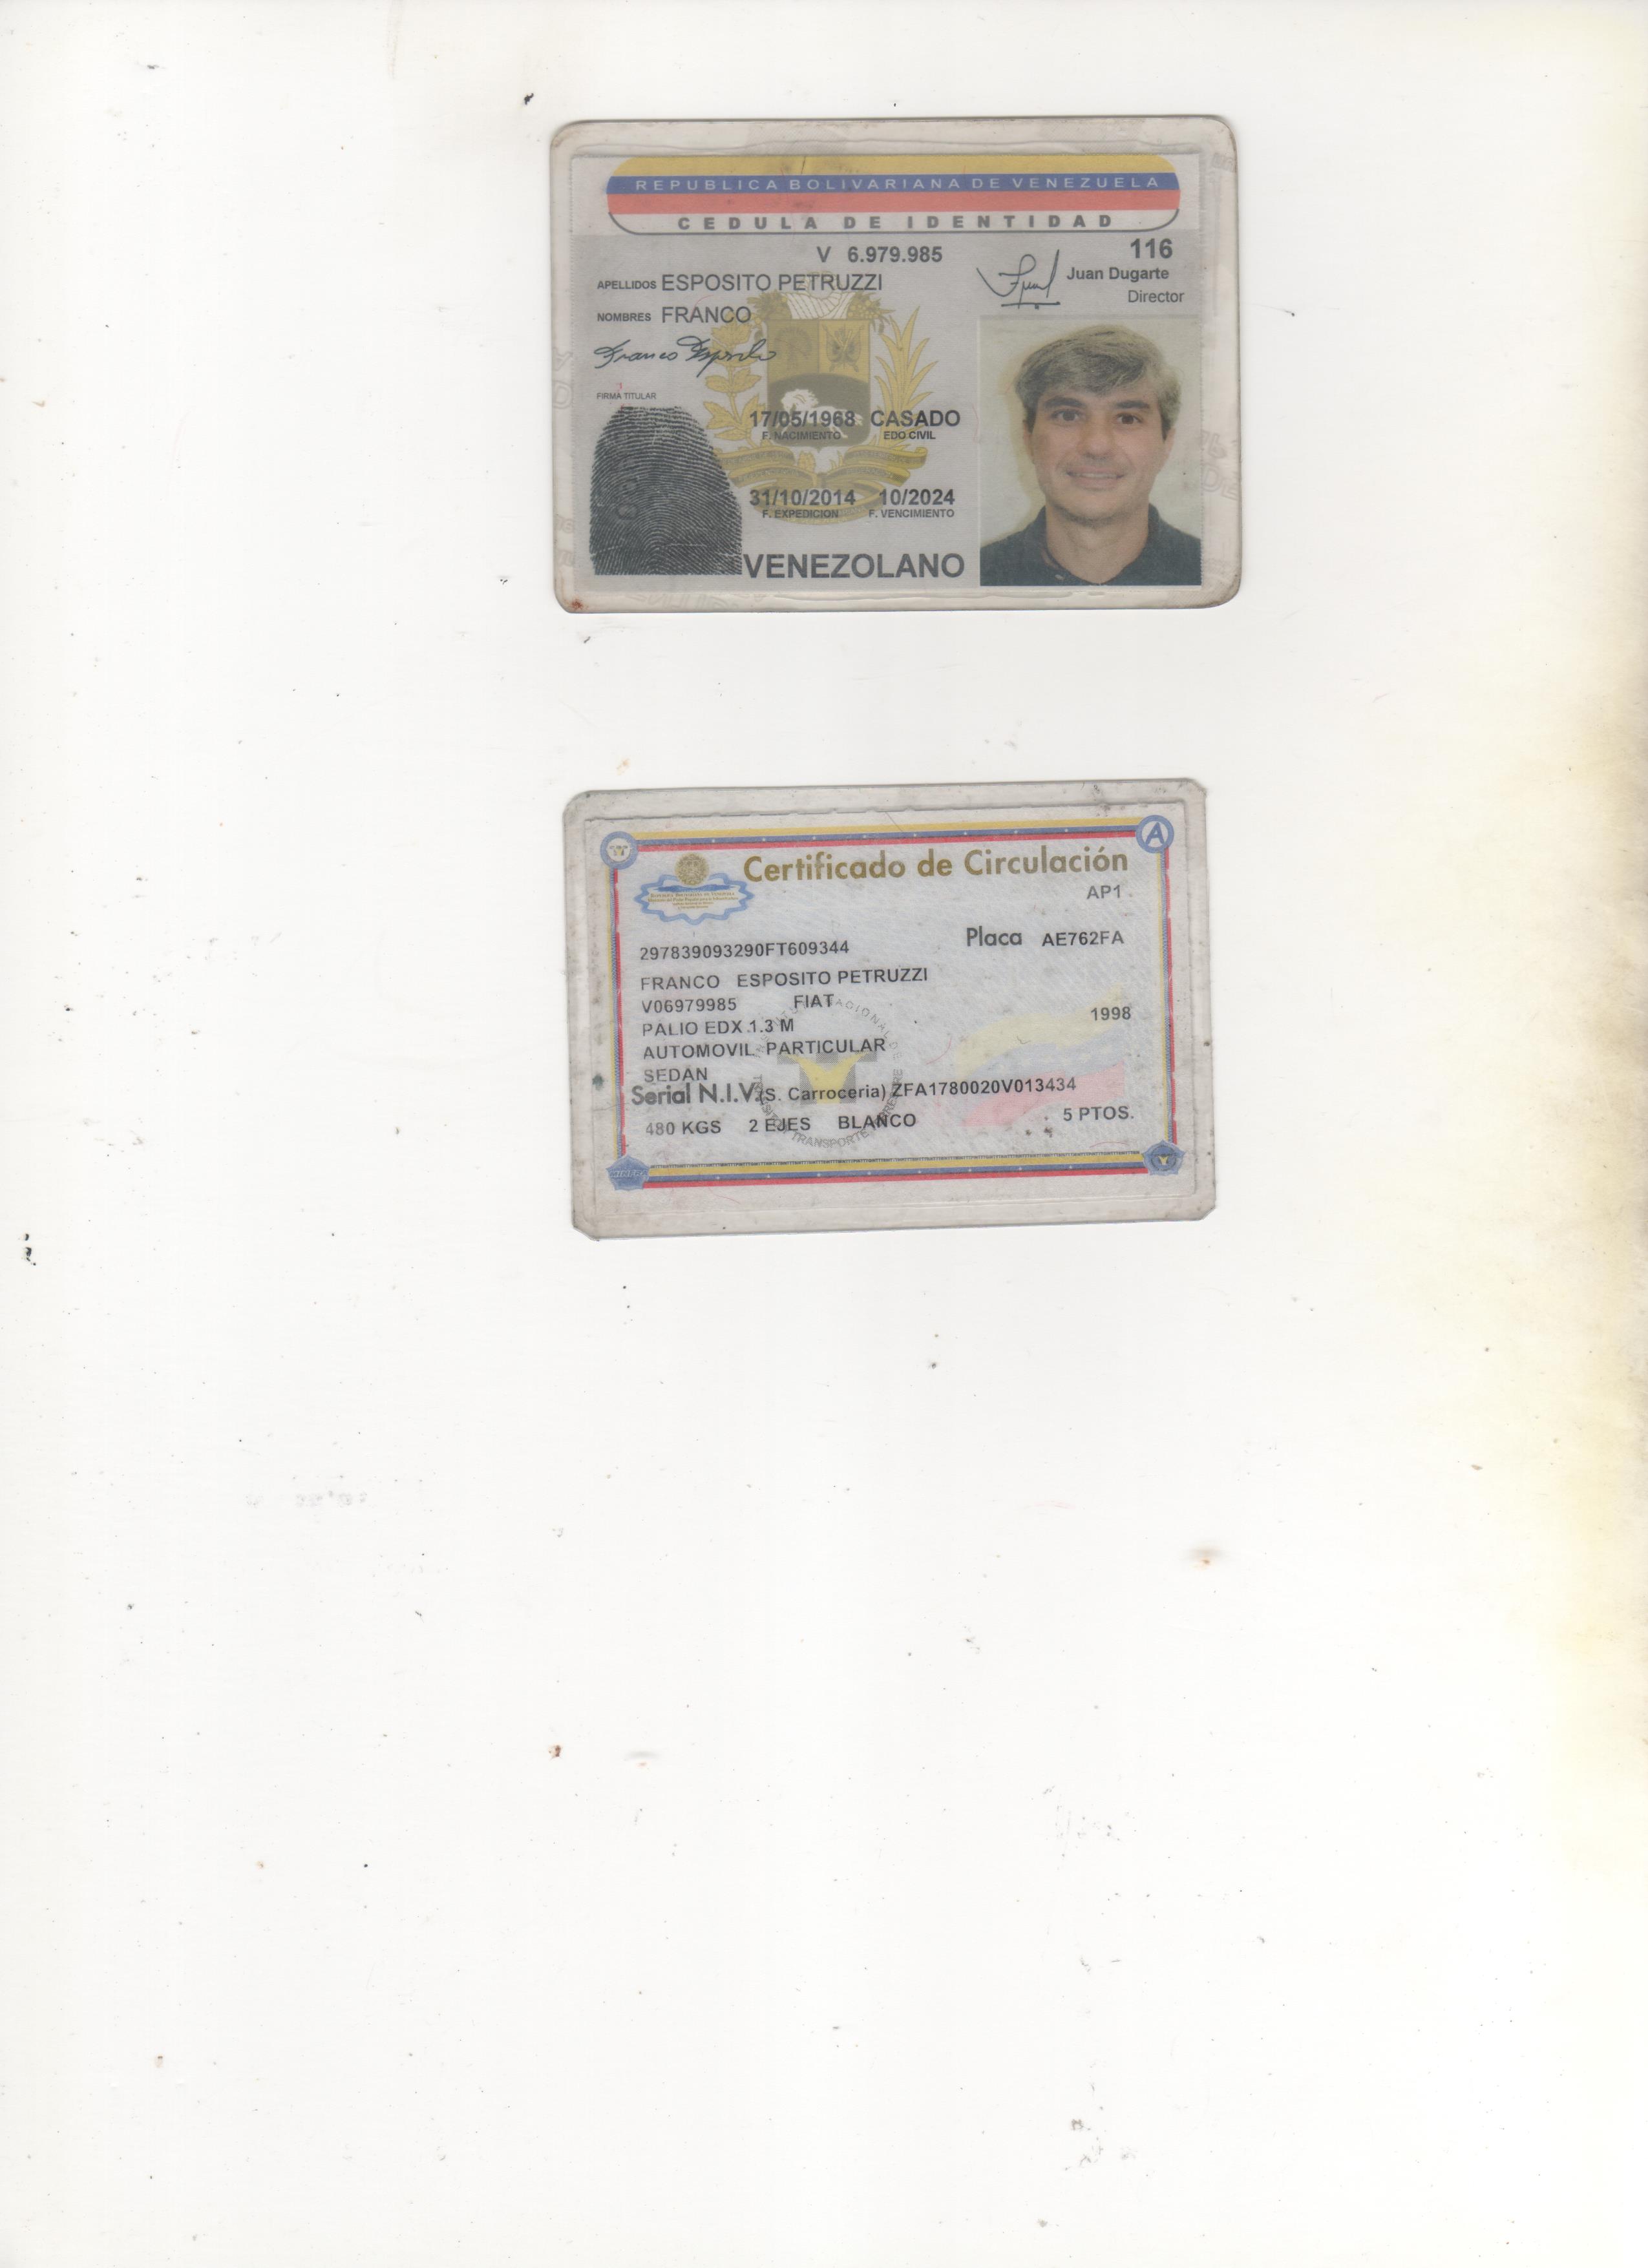 REPUBLICA BOLIVARIANA DE VENEZUELA
CEDULA DE IDENTIDAD
V 6.979.985
116
Juan Dugarte
Director
APELLIDOS ESPOSITO PETRUZZI
NOMBRES FRANCO
Franco Esposito
FIRMA TITULAR
17/05/1968 CASADO
F. NACIMIENTO EDO.CIVIL
31/10/2014 10/2024
F. EXPEDICION F. VENCIMIENTO
VENEZOLANO
Certificado de Circulación
AP1
297839093290FT609344 Placa AE762FA
FRANCO ESPOSITO PETRUZZI
V06979985 FIAT
PALIO EDX 1.3 M 1998
AUTOMOVIL PARTICULAR
SEDAN
Serial N.I.V.(S. Carroceria) ZFA1780020V013434
480 KGS 2 EJES BLANCO 5 PTOS.